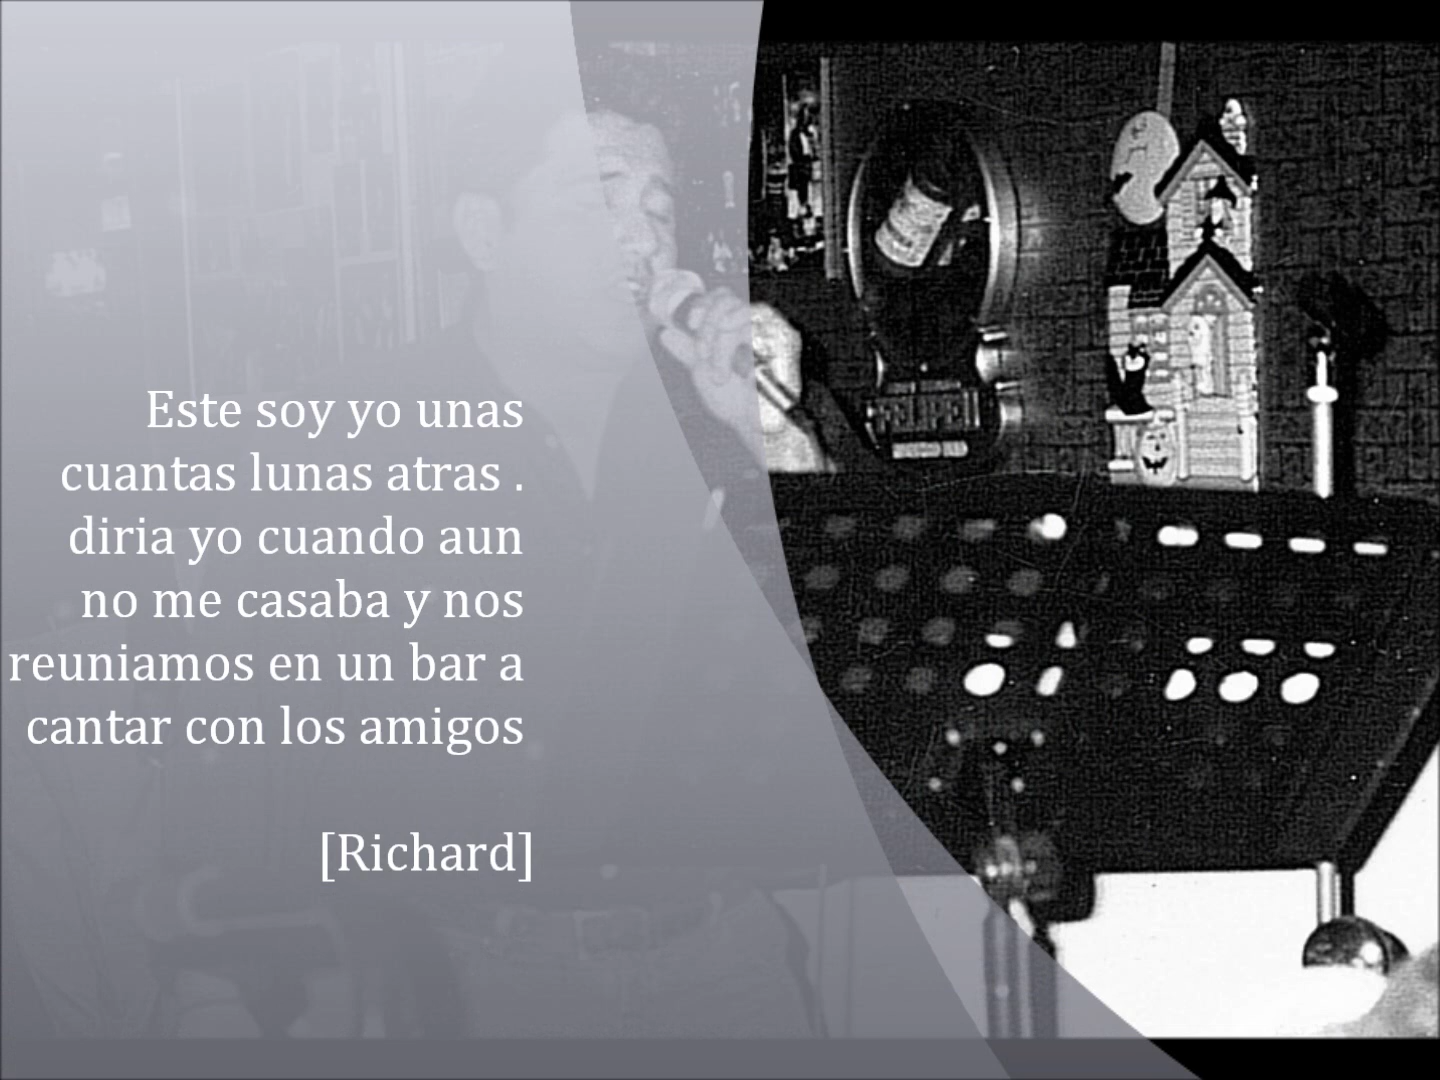 Este soy yo unas
cuantas lunas atras .
diria yo cuando aun
no me casaba y nos
reuniamos en un bar a
cantar con los amigos
[Richard]